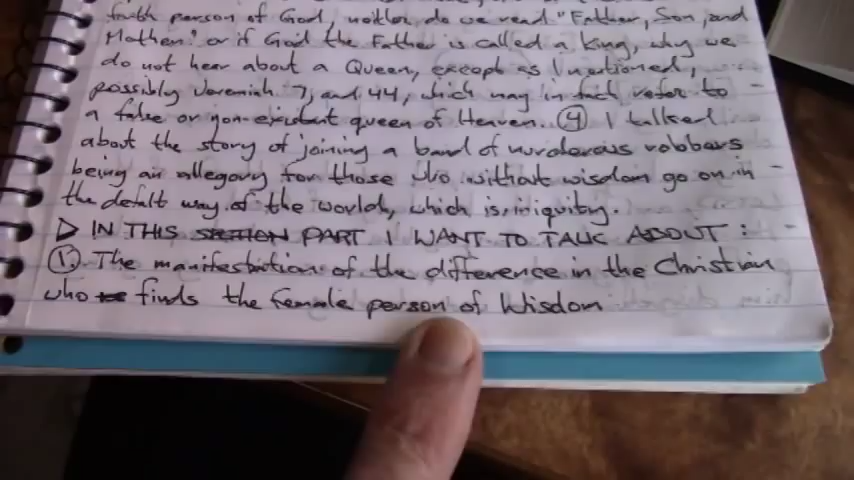 fourth person of God, neither do we read "Father, Son, and
Mother." or if God the Father is called a King, why we
do not hear about a Queen, except as I mentioned,
possibly Jeremiah 7, and 44, which may in fact refer to
a false or non-existent queen of Heaven. (4) I talked
about the story of joining a band of murderous robbers
being an allegory for those who without wisdom go on in
the defalt way of the world, which is iniquity.
▷ IN THIS SECTION PART I WANT TO TALK ABOUT :
(1.) The manifestation of the difference in the Christian
who finds the female person of Wisdom